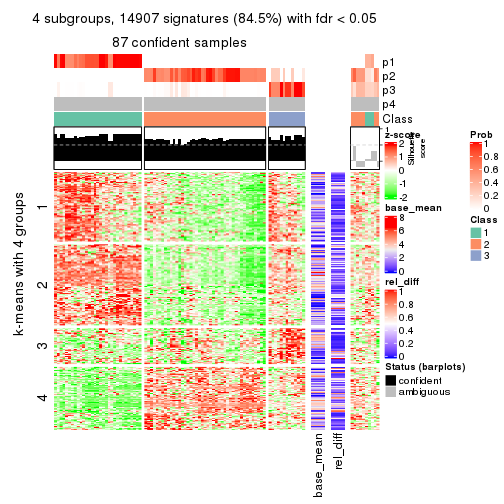 4 subgroups, 14907 signatures (84.5%) with fdr < 0.05
87 confident samples
p1
p2
p3
p4
Class
z-score
2
1
0
-1
-2
Silhouette
score
1
Prob
1
0.8
0.6
0.4
0.2
0
base_mean
8
6
4
2
0
Class
1
2
3
rel_diff
1
0.8
0.6
0.4
0.2
0
Status (barplots)
confident
ambiguous
k-means with 4 groups
1
2
3
4
base_mean
rel_diff